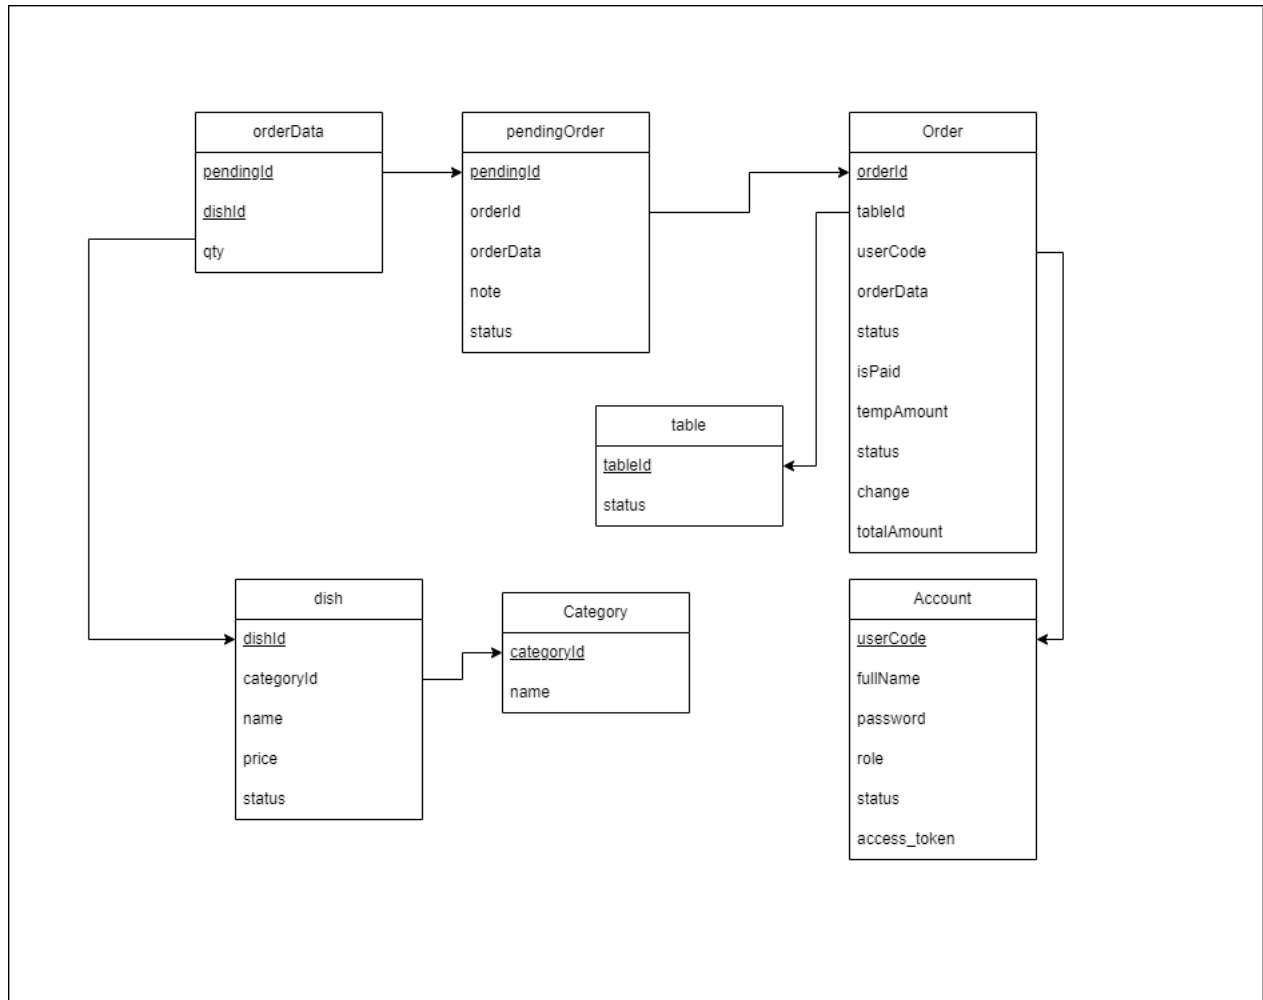 orderData
pendingId
dishId
qty
pendingOrder
pendingId
orderId
orderData
note
status
Order
orderId
tableId
userCode
orderData
status
isPaid
tempAmount
status
change
totalAmount
table
tableId
status
dish
dishId
categoryId
name
price
status
Category
categoryId
name
Account
userCode
fullName
password
role
status
access_token